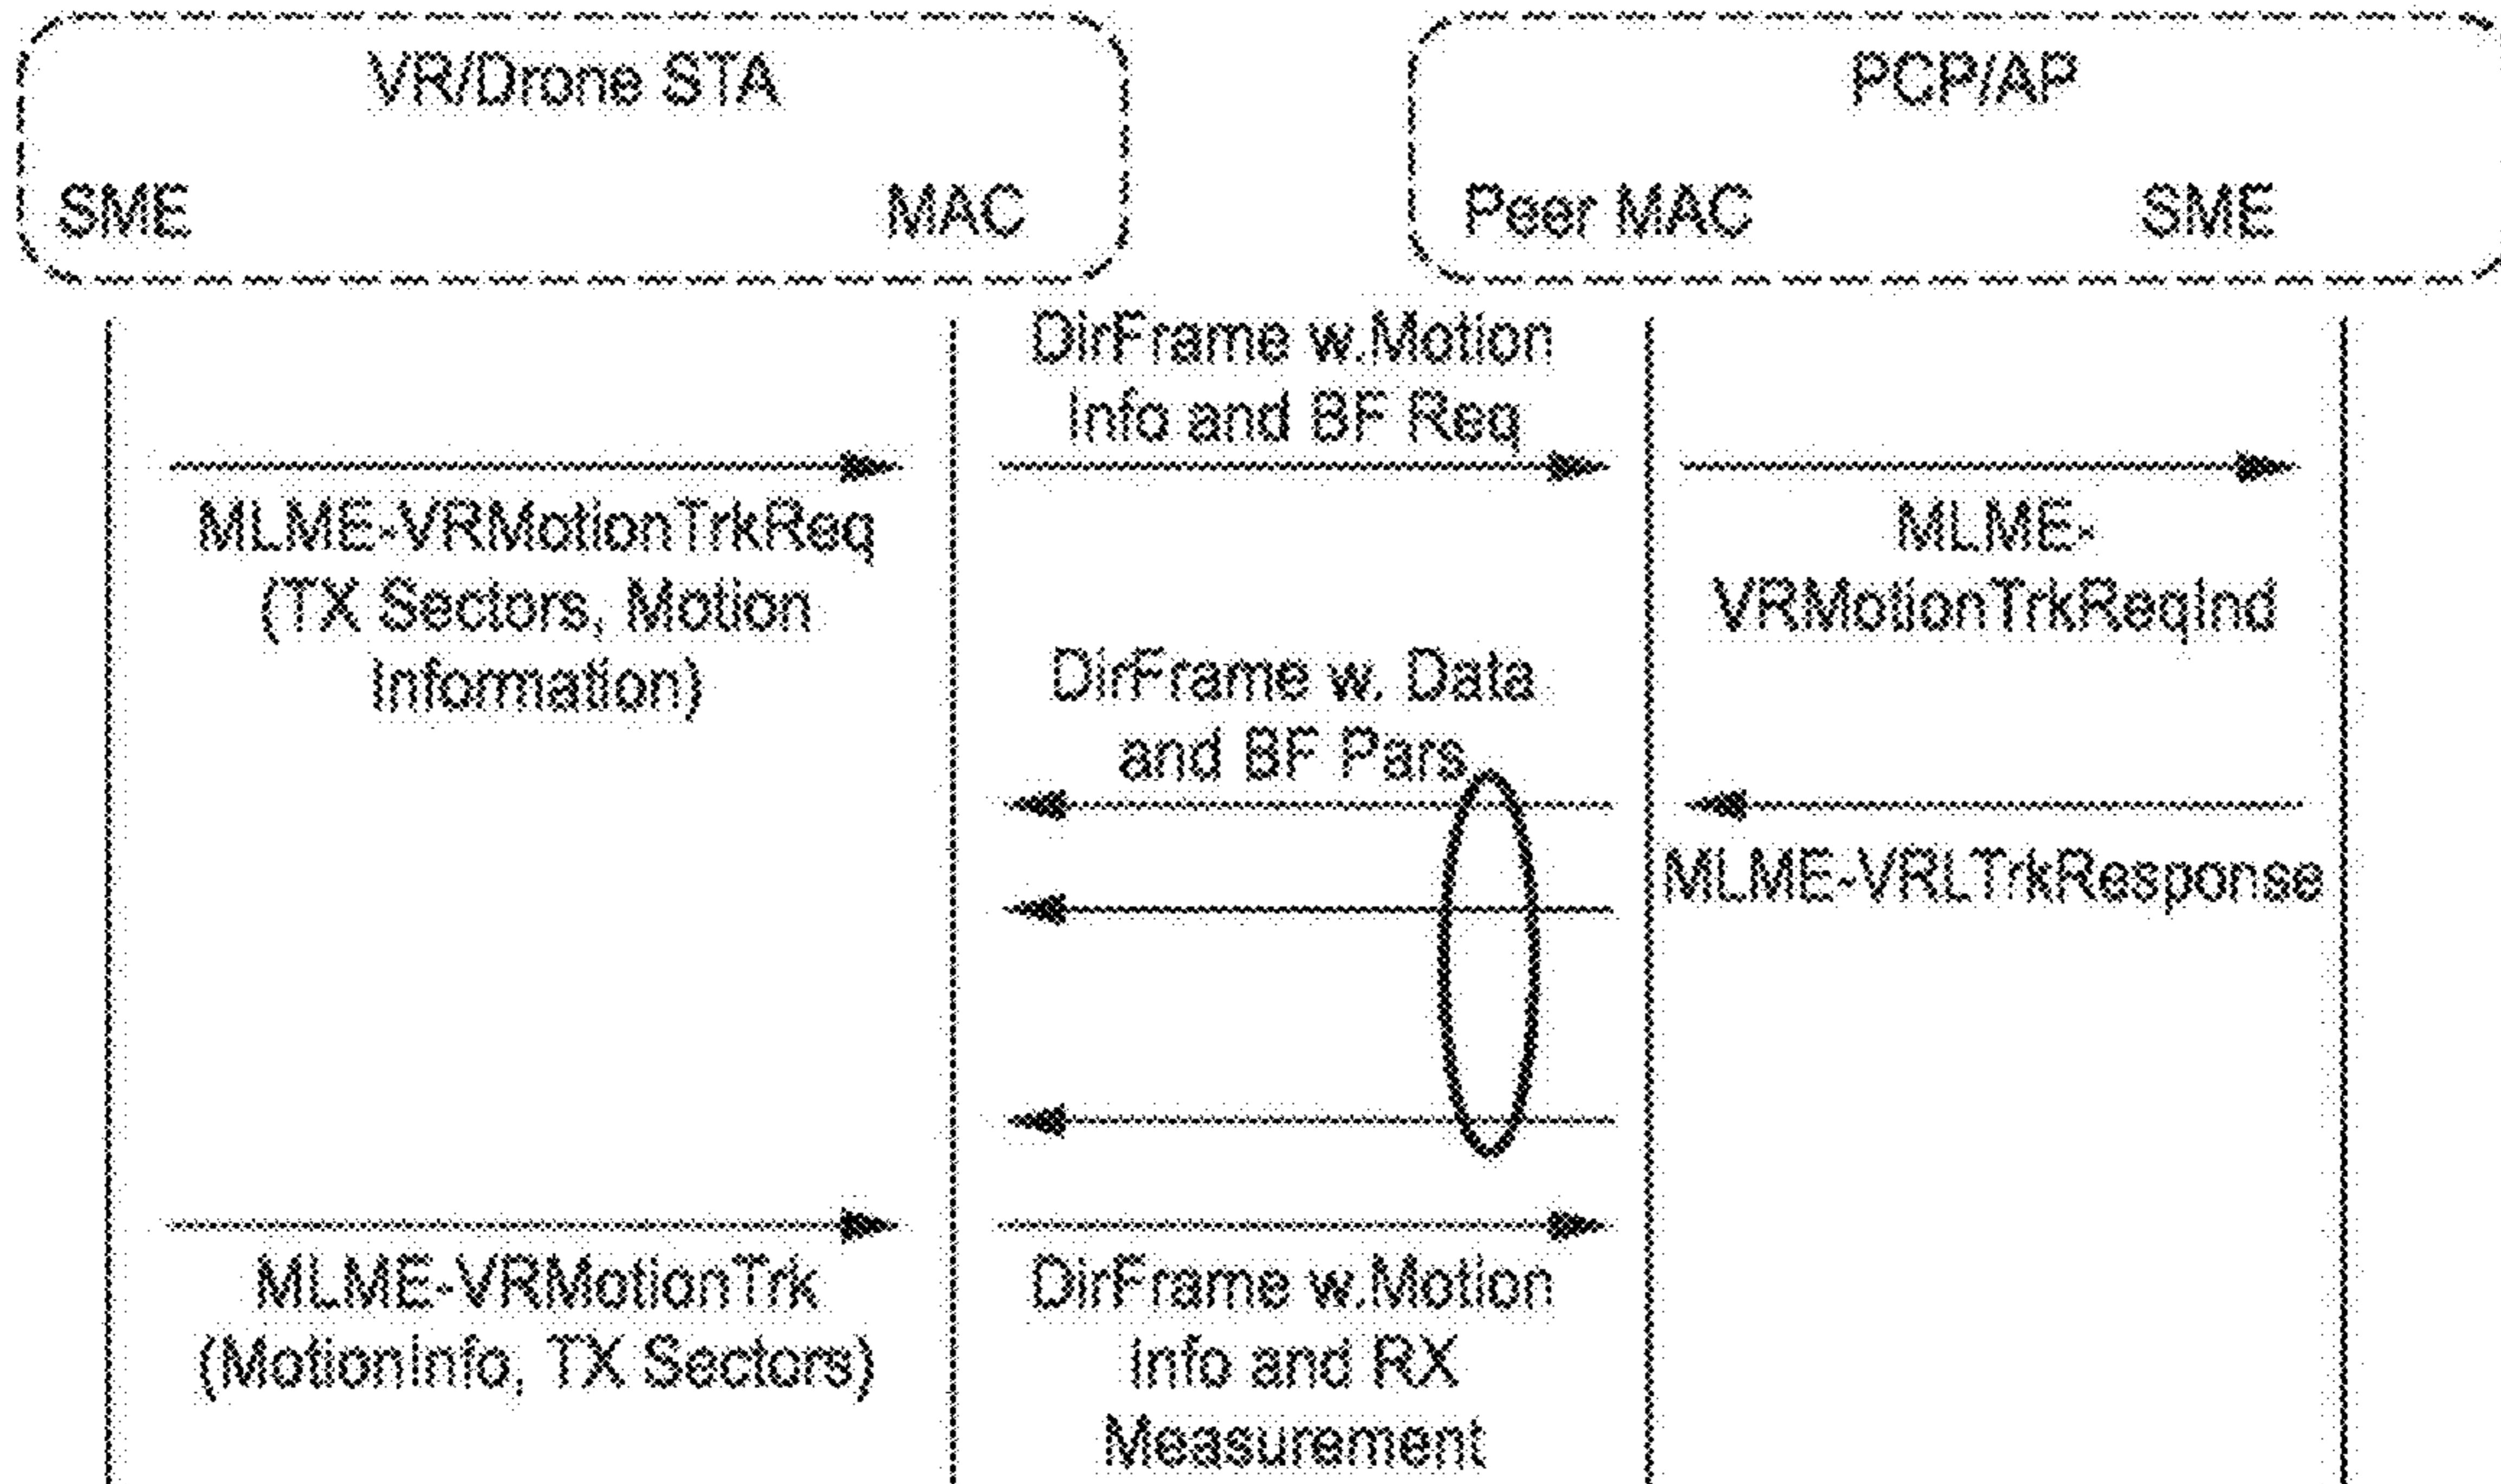 VR/Drone STA
PCP/AP
SME
MAC
Peer MAC
SME
DirFrame w.Motion
Info and BF Req
MLME-VRMotionTrkReq
(TX Sectors, Motion
Information)
MLME-
VRMotionTrkReqInd
DirFrame w. Data
and BF Pars
MLME-VRLTrkResponse
MLME-VRMotionTrk
(MotionInfo, TX Sectors)
DirFrame w.Motion
Info and RX
Measurement